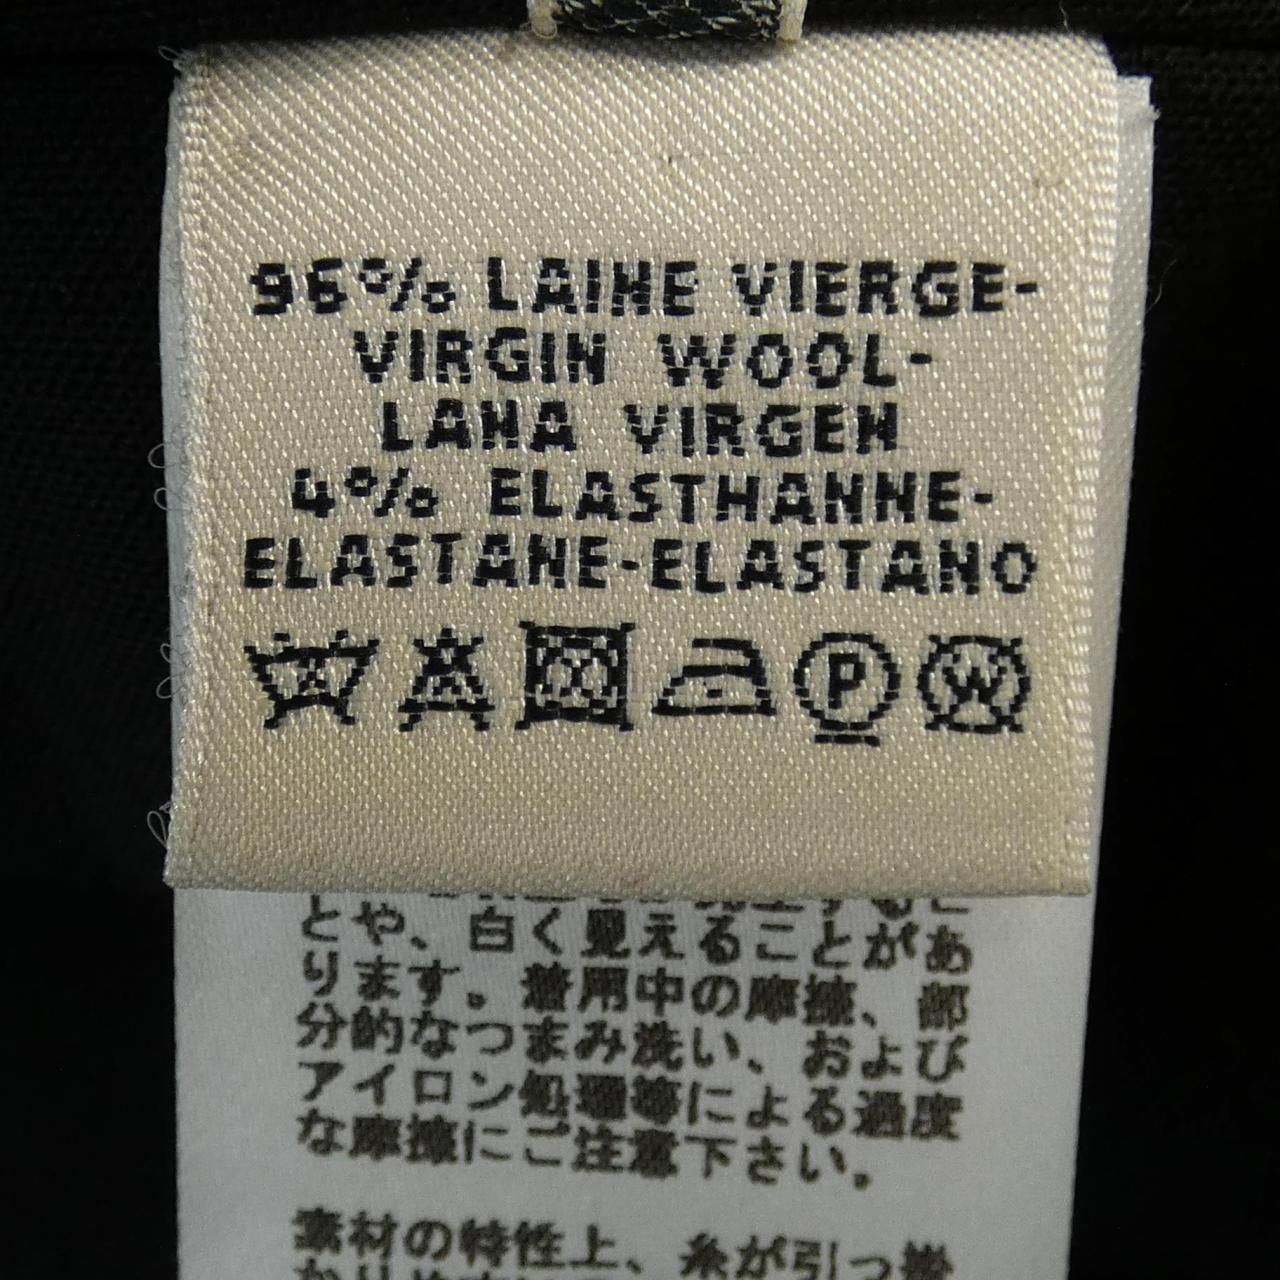 96% LAINE VIERGE-
VIRGIN WOOL-
LANA VIRGEN
4% ELASTHANNE-
ELASTANE-ELASTANO
P W
とや、白く見えることがあ
ります。着用中の摩擦、部
分的なつまみ洗い、および
アイロン処理等による過度
な摩擦にご注意下さい。
素材の特性上、糸が引っ掛